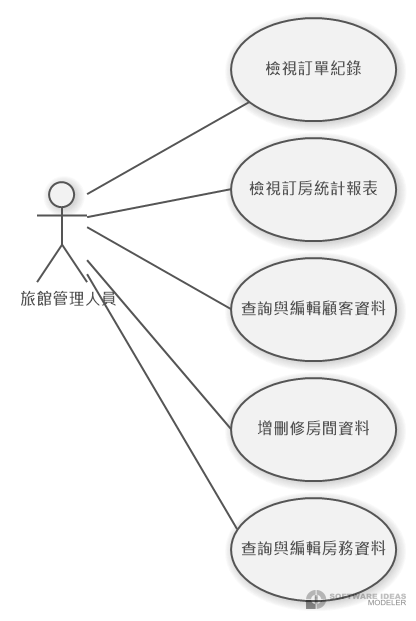 檢視訂單紀錄
檢視訂房統計報表
旅館管理人員
查詢與編輯顧客資料
增刪修房間資料
查詢與編輯房務資料
SOFTWARE IDEAS
MODELER